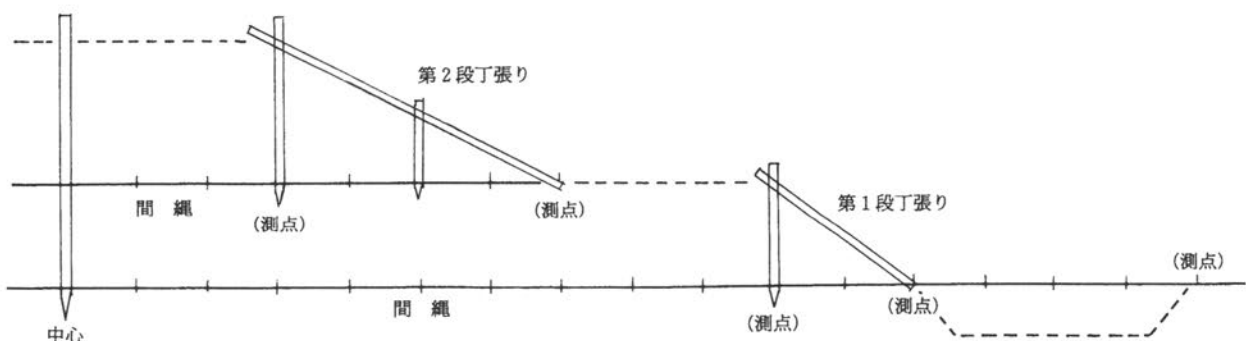 第2段丁張り
間 縄
(測点)
(測点)
第1段丁張り
(測点)
間 縄
(測点)
(測点)
中心